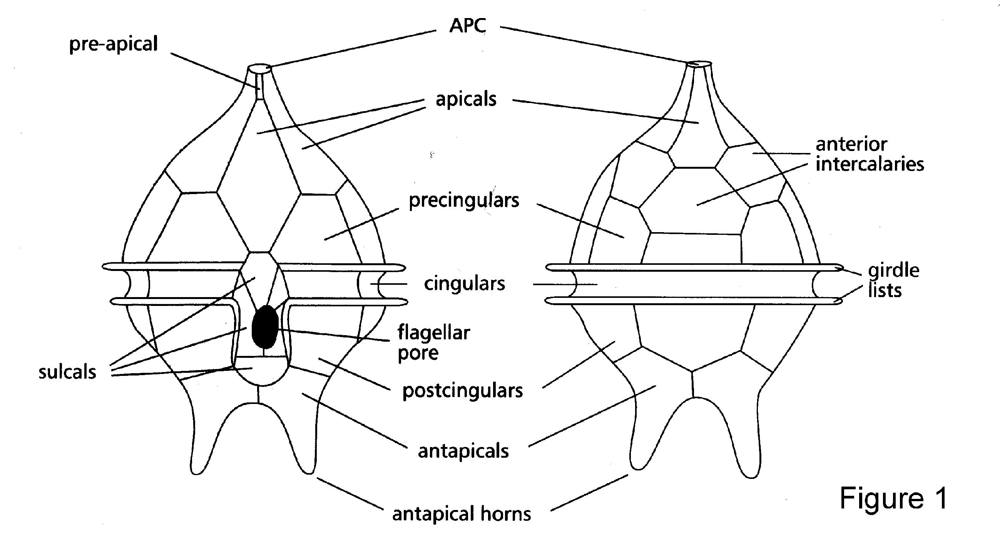 APC
pre-apical
apicals
anterior
intercalaries
precingulars
girdle
lists
cingulars
flagellar
pore
sulcals
postcingulars
antapicals
antapical horns
Figure 1